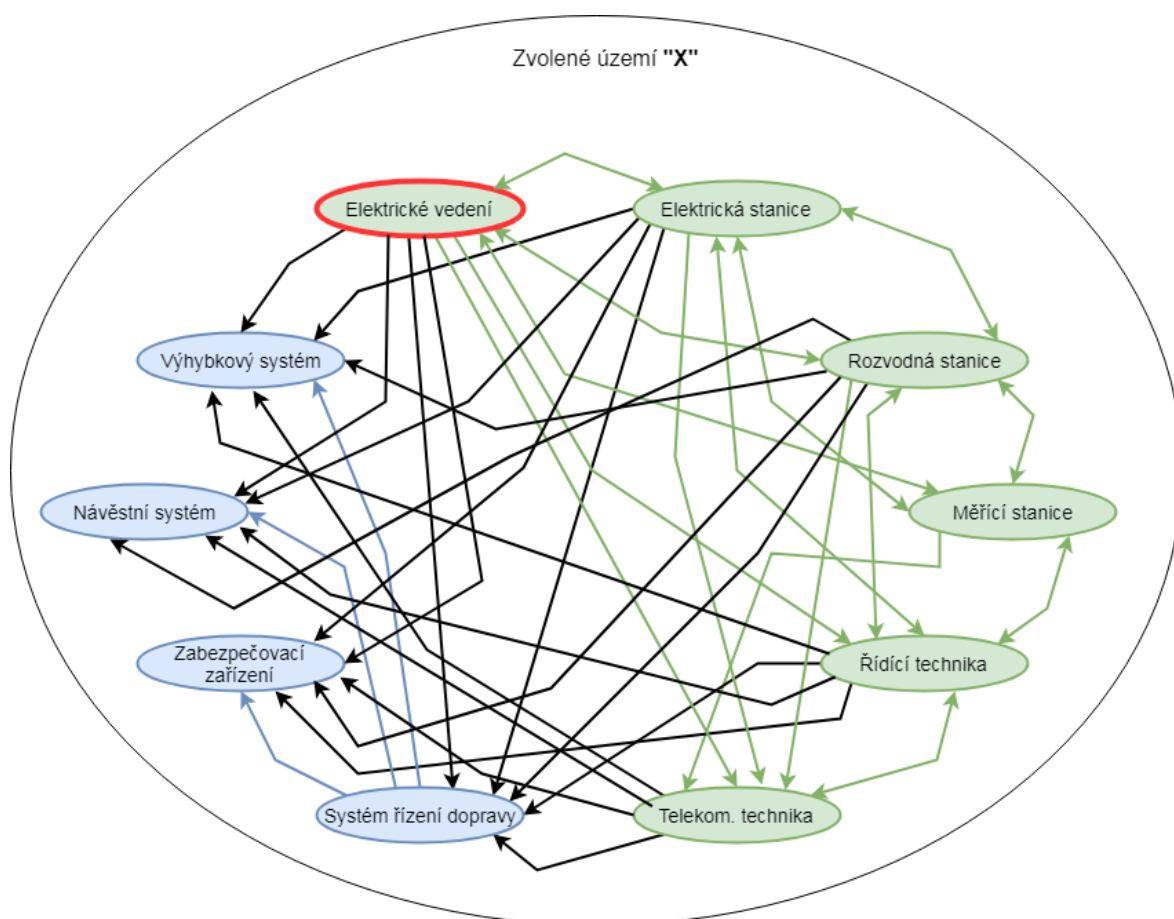 Zvolené území "X"
Elektrické vedení
Elektrická stanice
Výhybkový systém
Rozvodná stanice
Návěstní systém
Měřící stanice
Zabezpečovací
zařízení
Řídící technika
Systém řízení dopravy
Telekom. technika